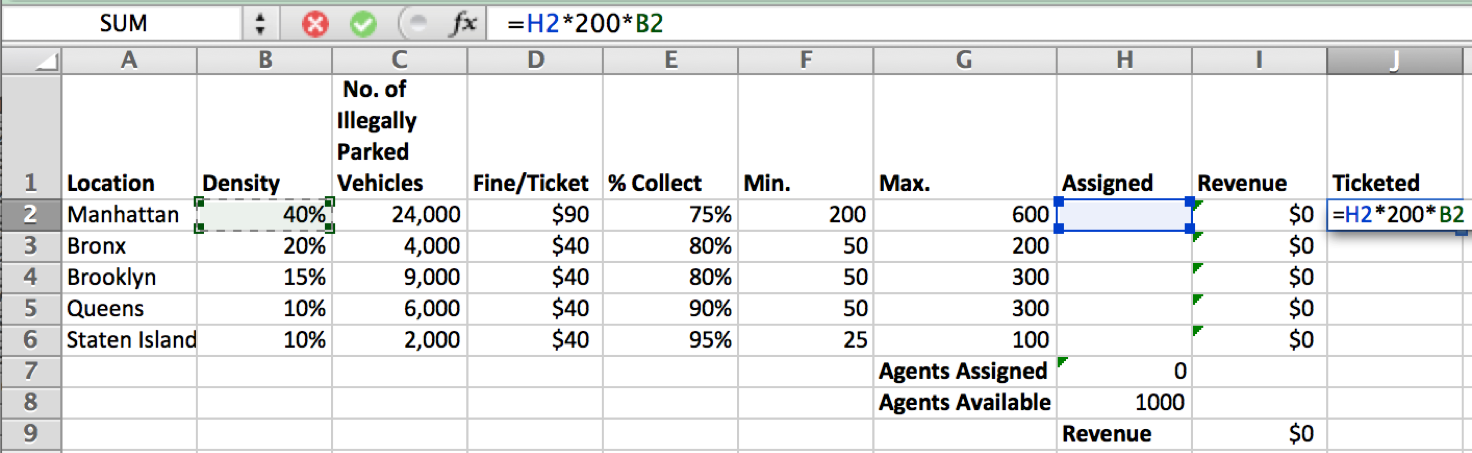 SUM fx =H2*200*B2
A B C D E F G H I J
No. of
Illegally
Parked
1 Location Density Vehicles Fine/Ticket % Collect Min. Max. Assigned Revenue Ticketed
2 Manhattan 40% 24,000 $90 75% 200 600 $0 =H2*200*B2
3 Bronx 20% 4,000 $40 80% 50 200 $0
4 Brooklyn 15% 9,000 $40 80% 50 300 $0
5 Queens 10% 6,000 $40 90% 50 300 $0
6 Staten Island 10% 2,000 $40 95% 25 100 $0
7 Agents Assigned 0
8 Agents Available 1000
9 Revenue $0